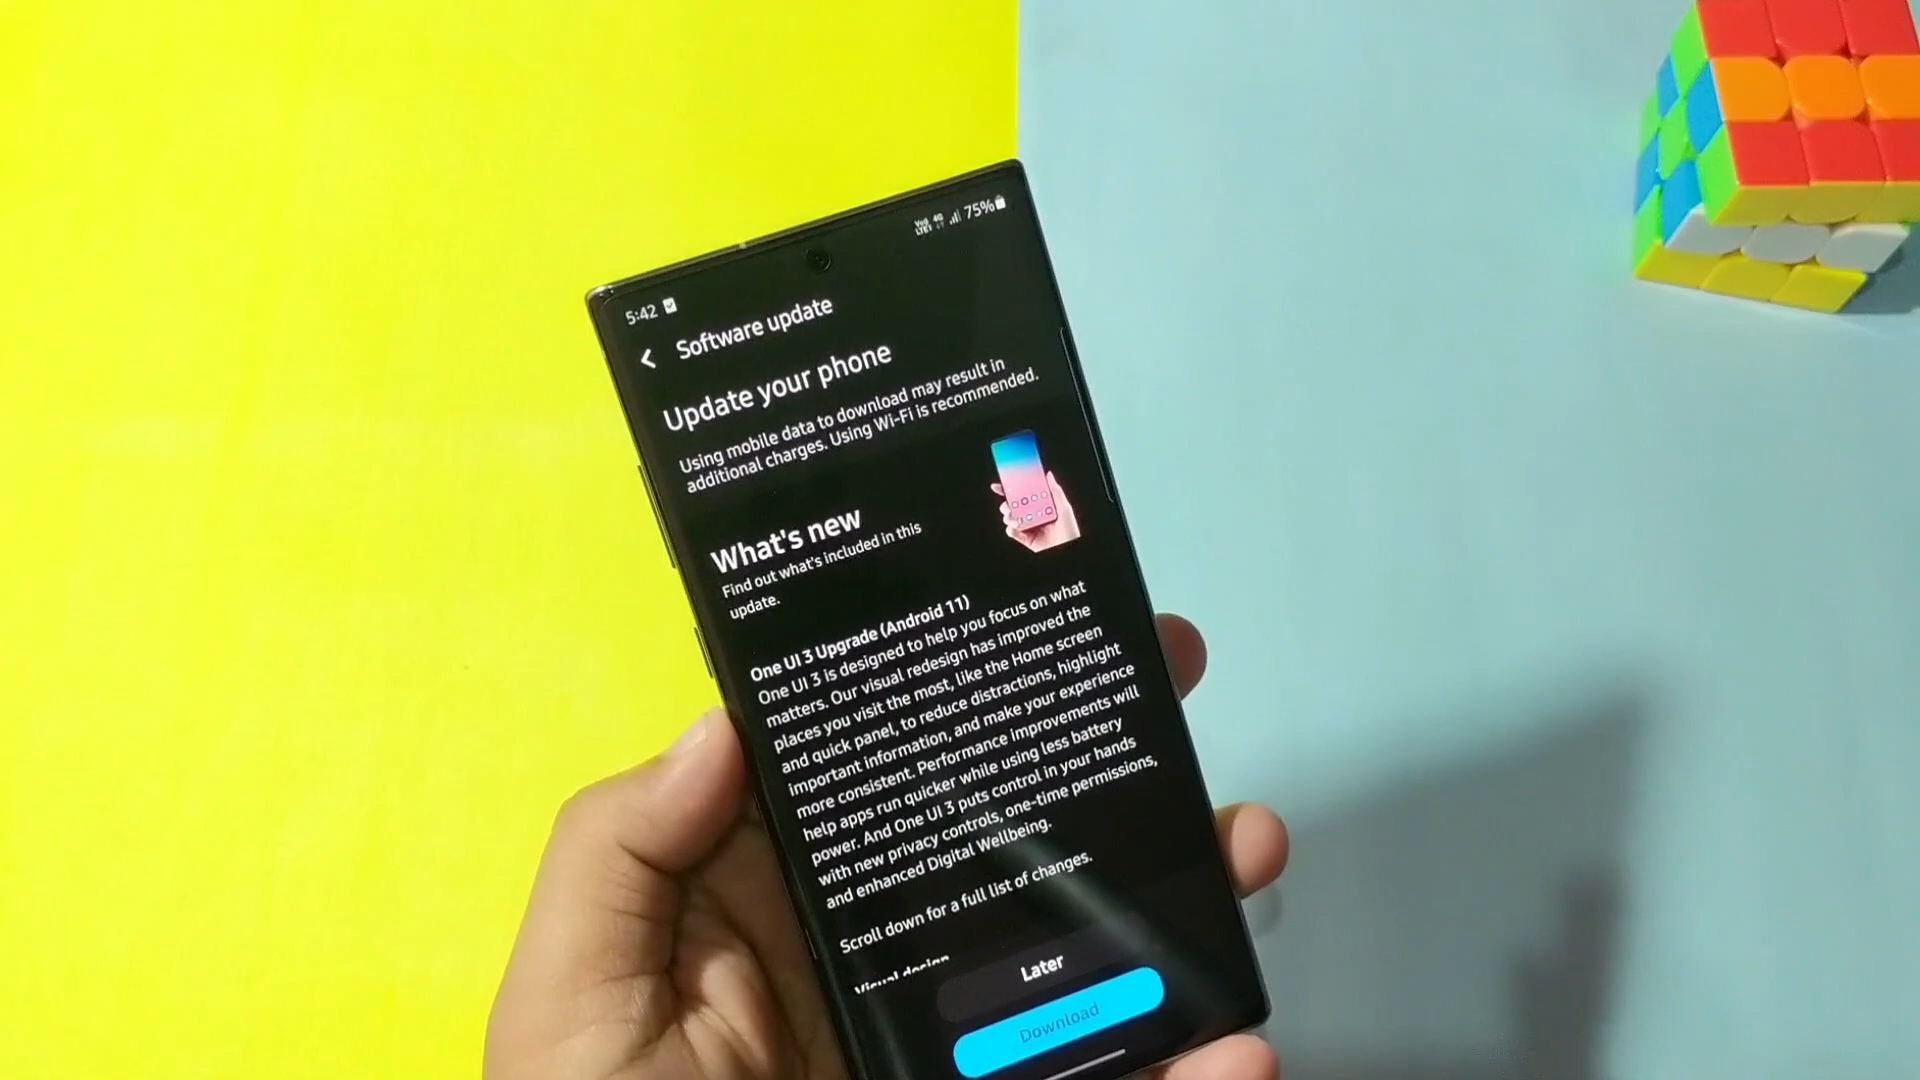 5:42
Vo) 4G
LTE1
75%
Software update
Update your phone
Using mobile data to download may result in
additional charges. Using Wi-Fi is recommended.
What's new
Find out what's included in this
update.
One UI 3 Upgrade (Android 11)
One UI 3 is designed to help you focus on what
matters. Our visual redesign has improved the
places you visit the most, like the Home screen
and quick panel, to reduce distractions, highlight
important information, and make your experience
more consistent. Performance Improvements will
help apps run quicker while using less battery
power. And One UI 3 puts control in your hands
with new privacy controls, one-time permissions,
and enhanced Digital Wellbeing.
Scroll down for a full list of changes.
Visual design
Later
Download